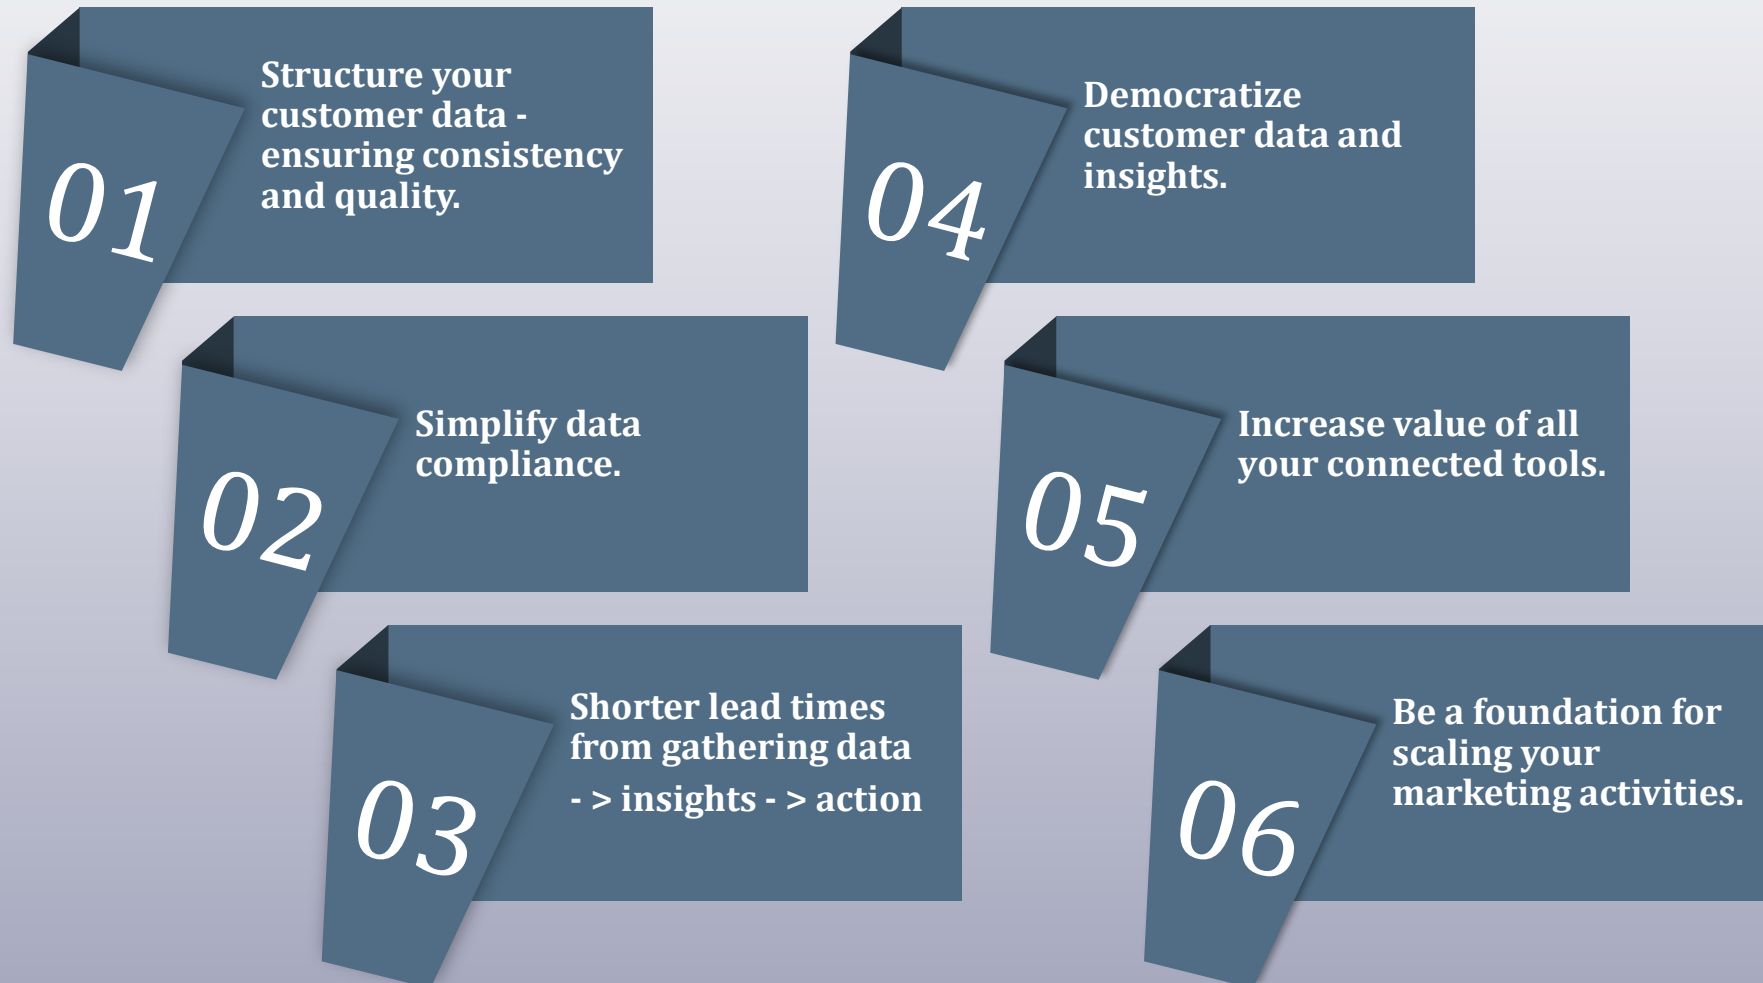 01
Structure your
customer data -
ensuring consistency
and quality.
02
Simplify data
compliance.
03
Shorter lead times
from gathering data
- > insights - > action
04
Democratize
customer data and
insights.
05
Increase value of all
your connected tools.
06
Be a foundation for
scaling your
marketing activities.